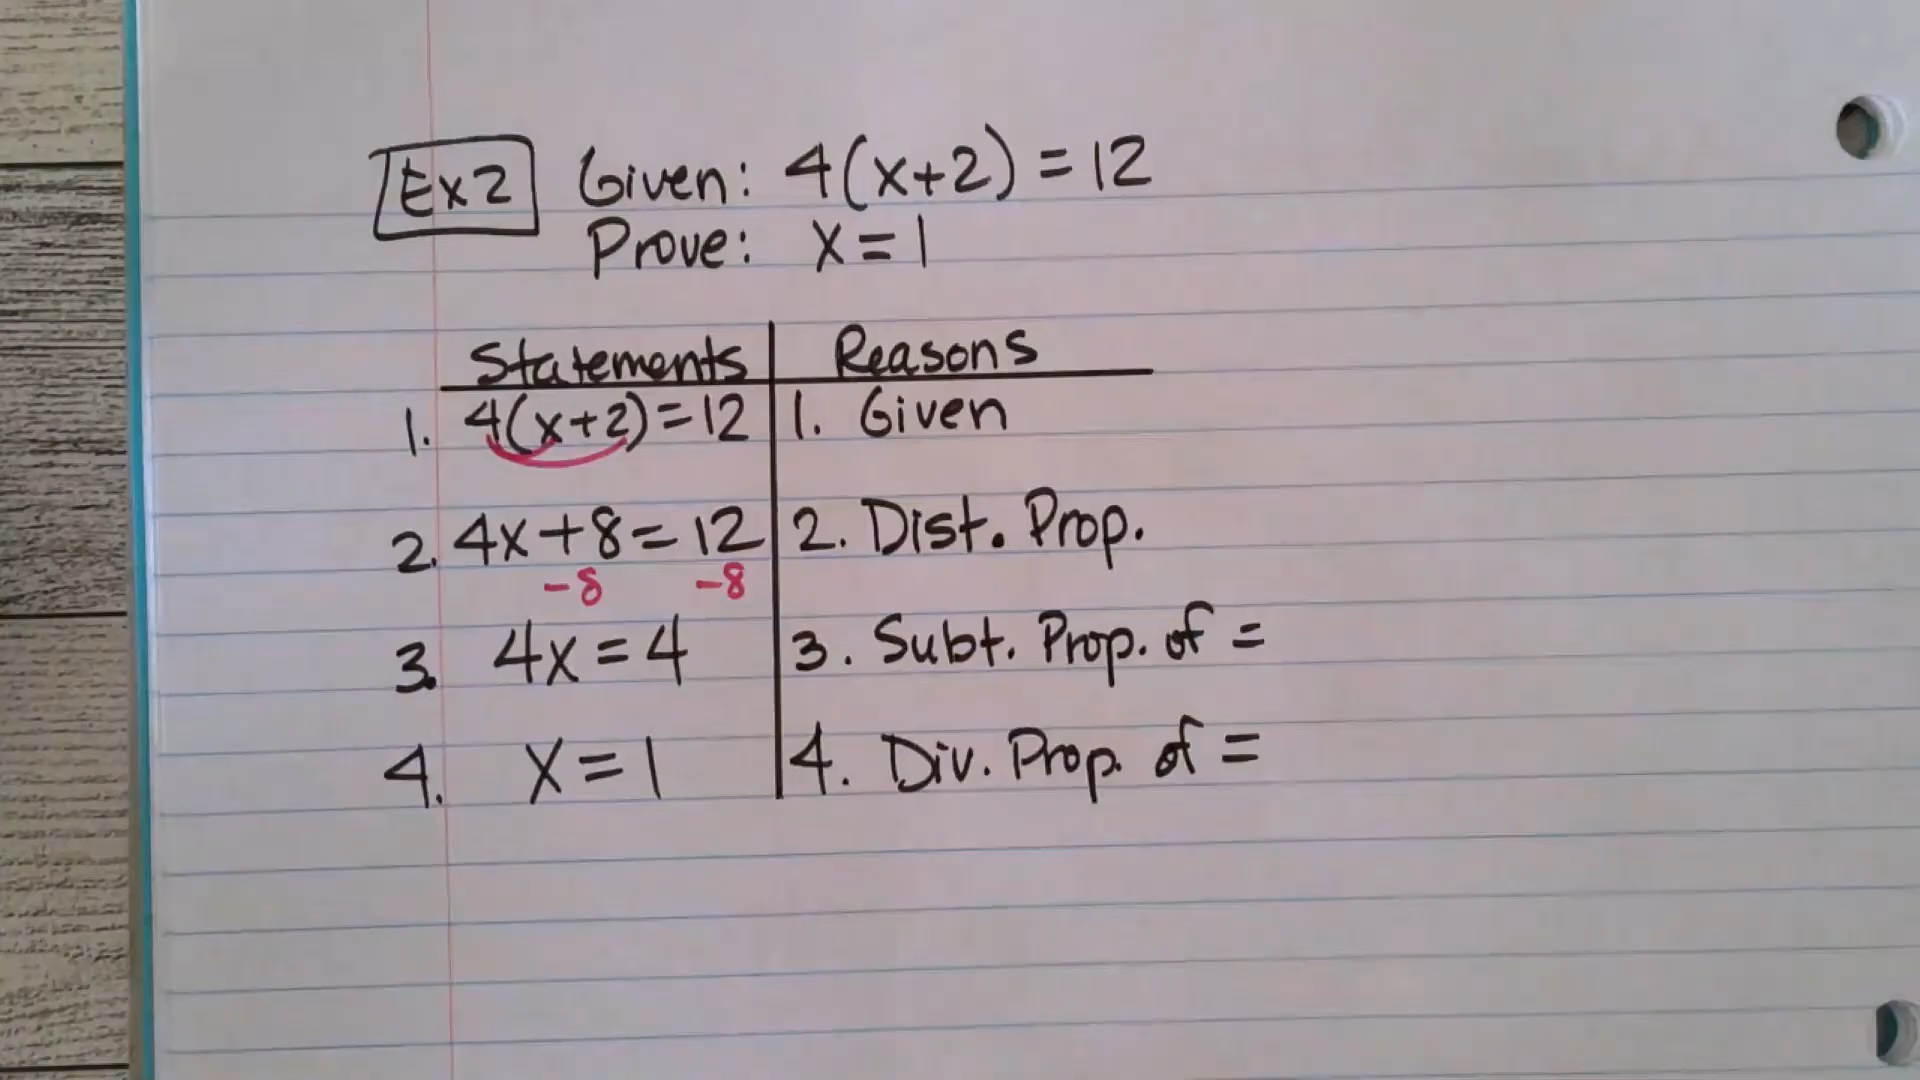 Ex2 Given: 4(x+2) = 12
Prove: x = 1
Statements Reasons
1. 4(x+2) = 12 1. Given
2. 4x + 8 = 12 2. Dist. Prop.
-8 -8
3. 4x = 4 3. Subt. Prop. of =
4. x = 1 4. Div. Prop. of =